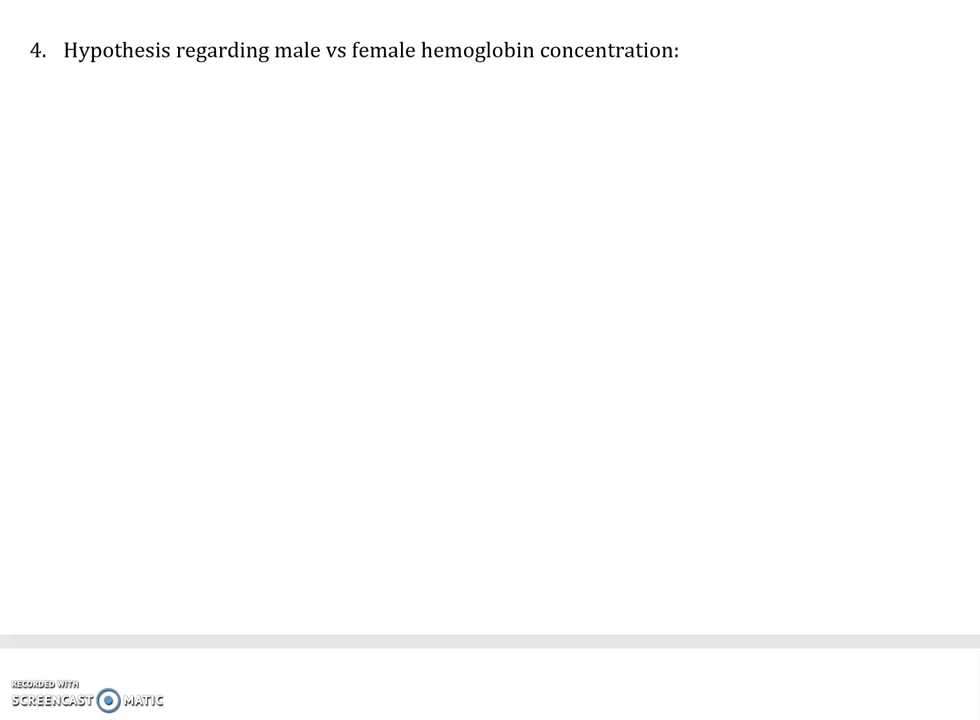 4. Hypothesis regarding male vs female hemoglobin concentration:
RECORDED WITH
SCREENCAST MATIC